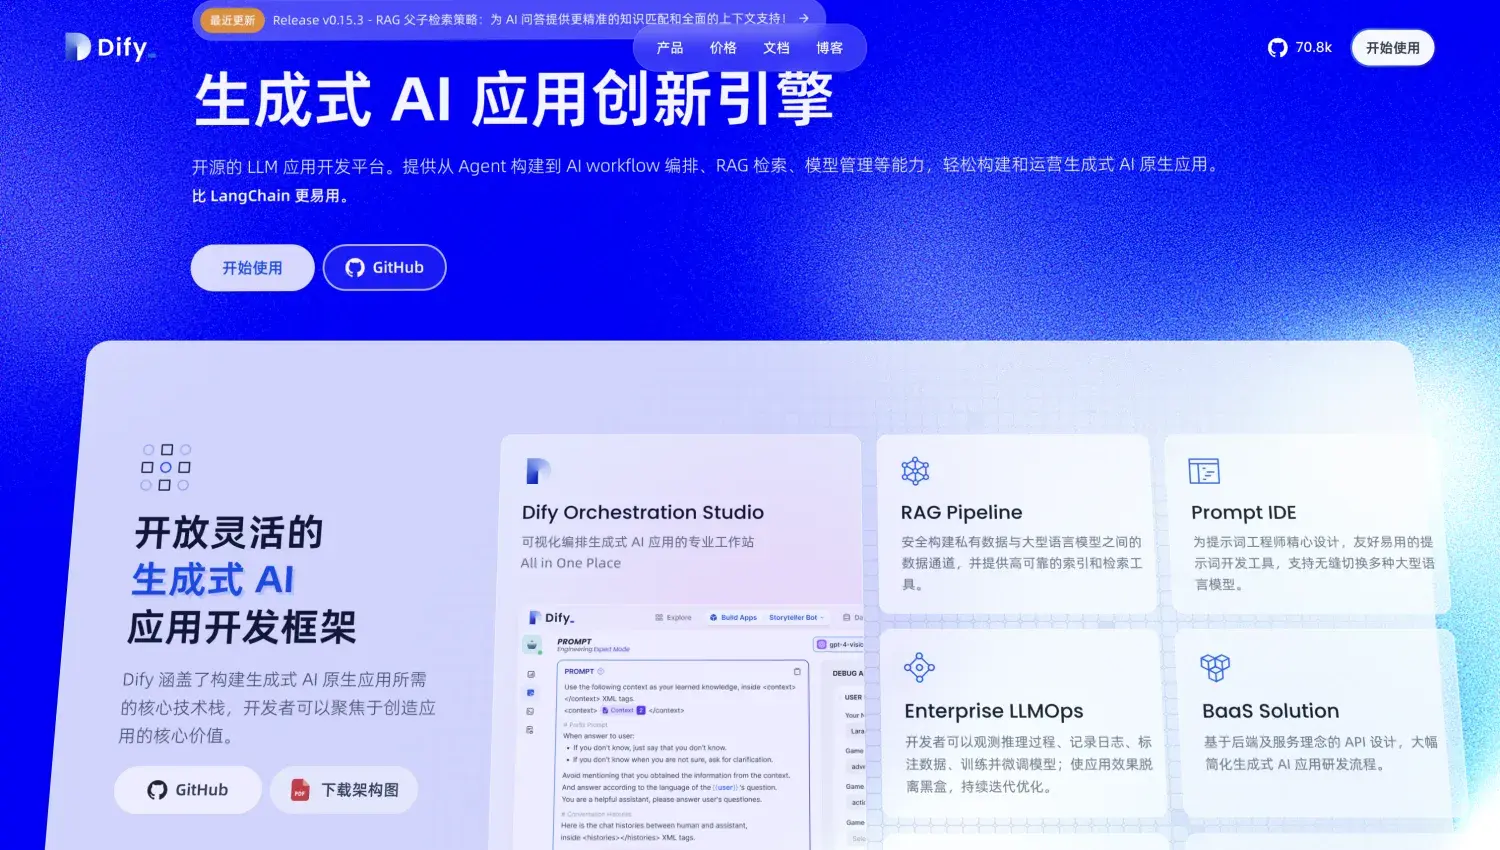 最近更新 Release v0.15.3 - RAG 父子检索策略：为 AI 问答提供更精准的知识匹配和全面的上下文支持！ →
Dify_
产品 价格 文档 博客
70.8k
开始使用
生成式 AI 应用创新引擎
开源的 LLM 应用开发平台。提供从 Agent 构建到 AI workflow 编排、RAG 检索、模型管理等能力，轻松构建和运营生成式 AI 原生应用。
比 LangChain 更易用。
开始使用
GitHub
开放灵活的
生成式 AI
应用开发框架
Dify 涵盖了构建生成式 AI 原生应用所需
的核心技术栈，开发者可以聚焦于创造应
用的核心价值。
GitHub
PDF 下载架构图
Dify Orchestration Studio
可视化编排生成式 AI 应用的专业工作站
All in One Place
Dify_
Explore
Build Apps
Storyteller Bot
Da
PROMPT
Engineering Expert Mode
gpt-4-visio
PROMPT
Use the following context as your learned knowledge, inside <context>
</context> XML tags.
<context> Context 2 </context>
# Prefix Prompt
When answer to user:
• If you don't know, just say that you don't know.
• If you don't know when you are not sure, ask for clarification.
Avoid mentioning that you obtained the information from the context.
And answer according to the language of the {{user}} 's question.
You are a helpful assistant, please answer user's questiones.
# Conversation Histories
Here is the chat histories between human and assistant,
inside <histories></histories> XML tags.
DEBUG A
USER
Your N
Lara
Game
adve
Game
actic
Game
Selec
RAG Pipeline
安全构建私有数据与大型语言模型之间的
数据通道，并提供高可靠的索引和检索工
具。
Prompt IDE
为提示词工程师精心设计，友好易用的提
示词开发工具，支持无缝切换多种大型语
言模型。
Enterprise LLMOps
开发者可以观测推理过程、记录日志、标
注数据、训练并微调模型；使应用效果脱
离黑盒，持续迭代优化。
BaaS Solution
基于后端及服务理念的 API 设计，大幅
简化生成式 AI 应用研发流程。